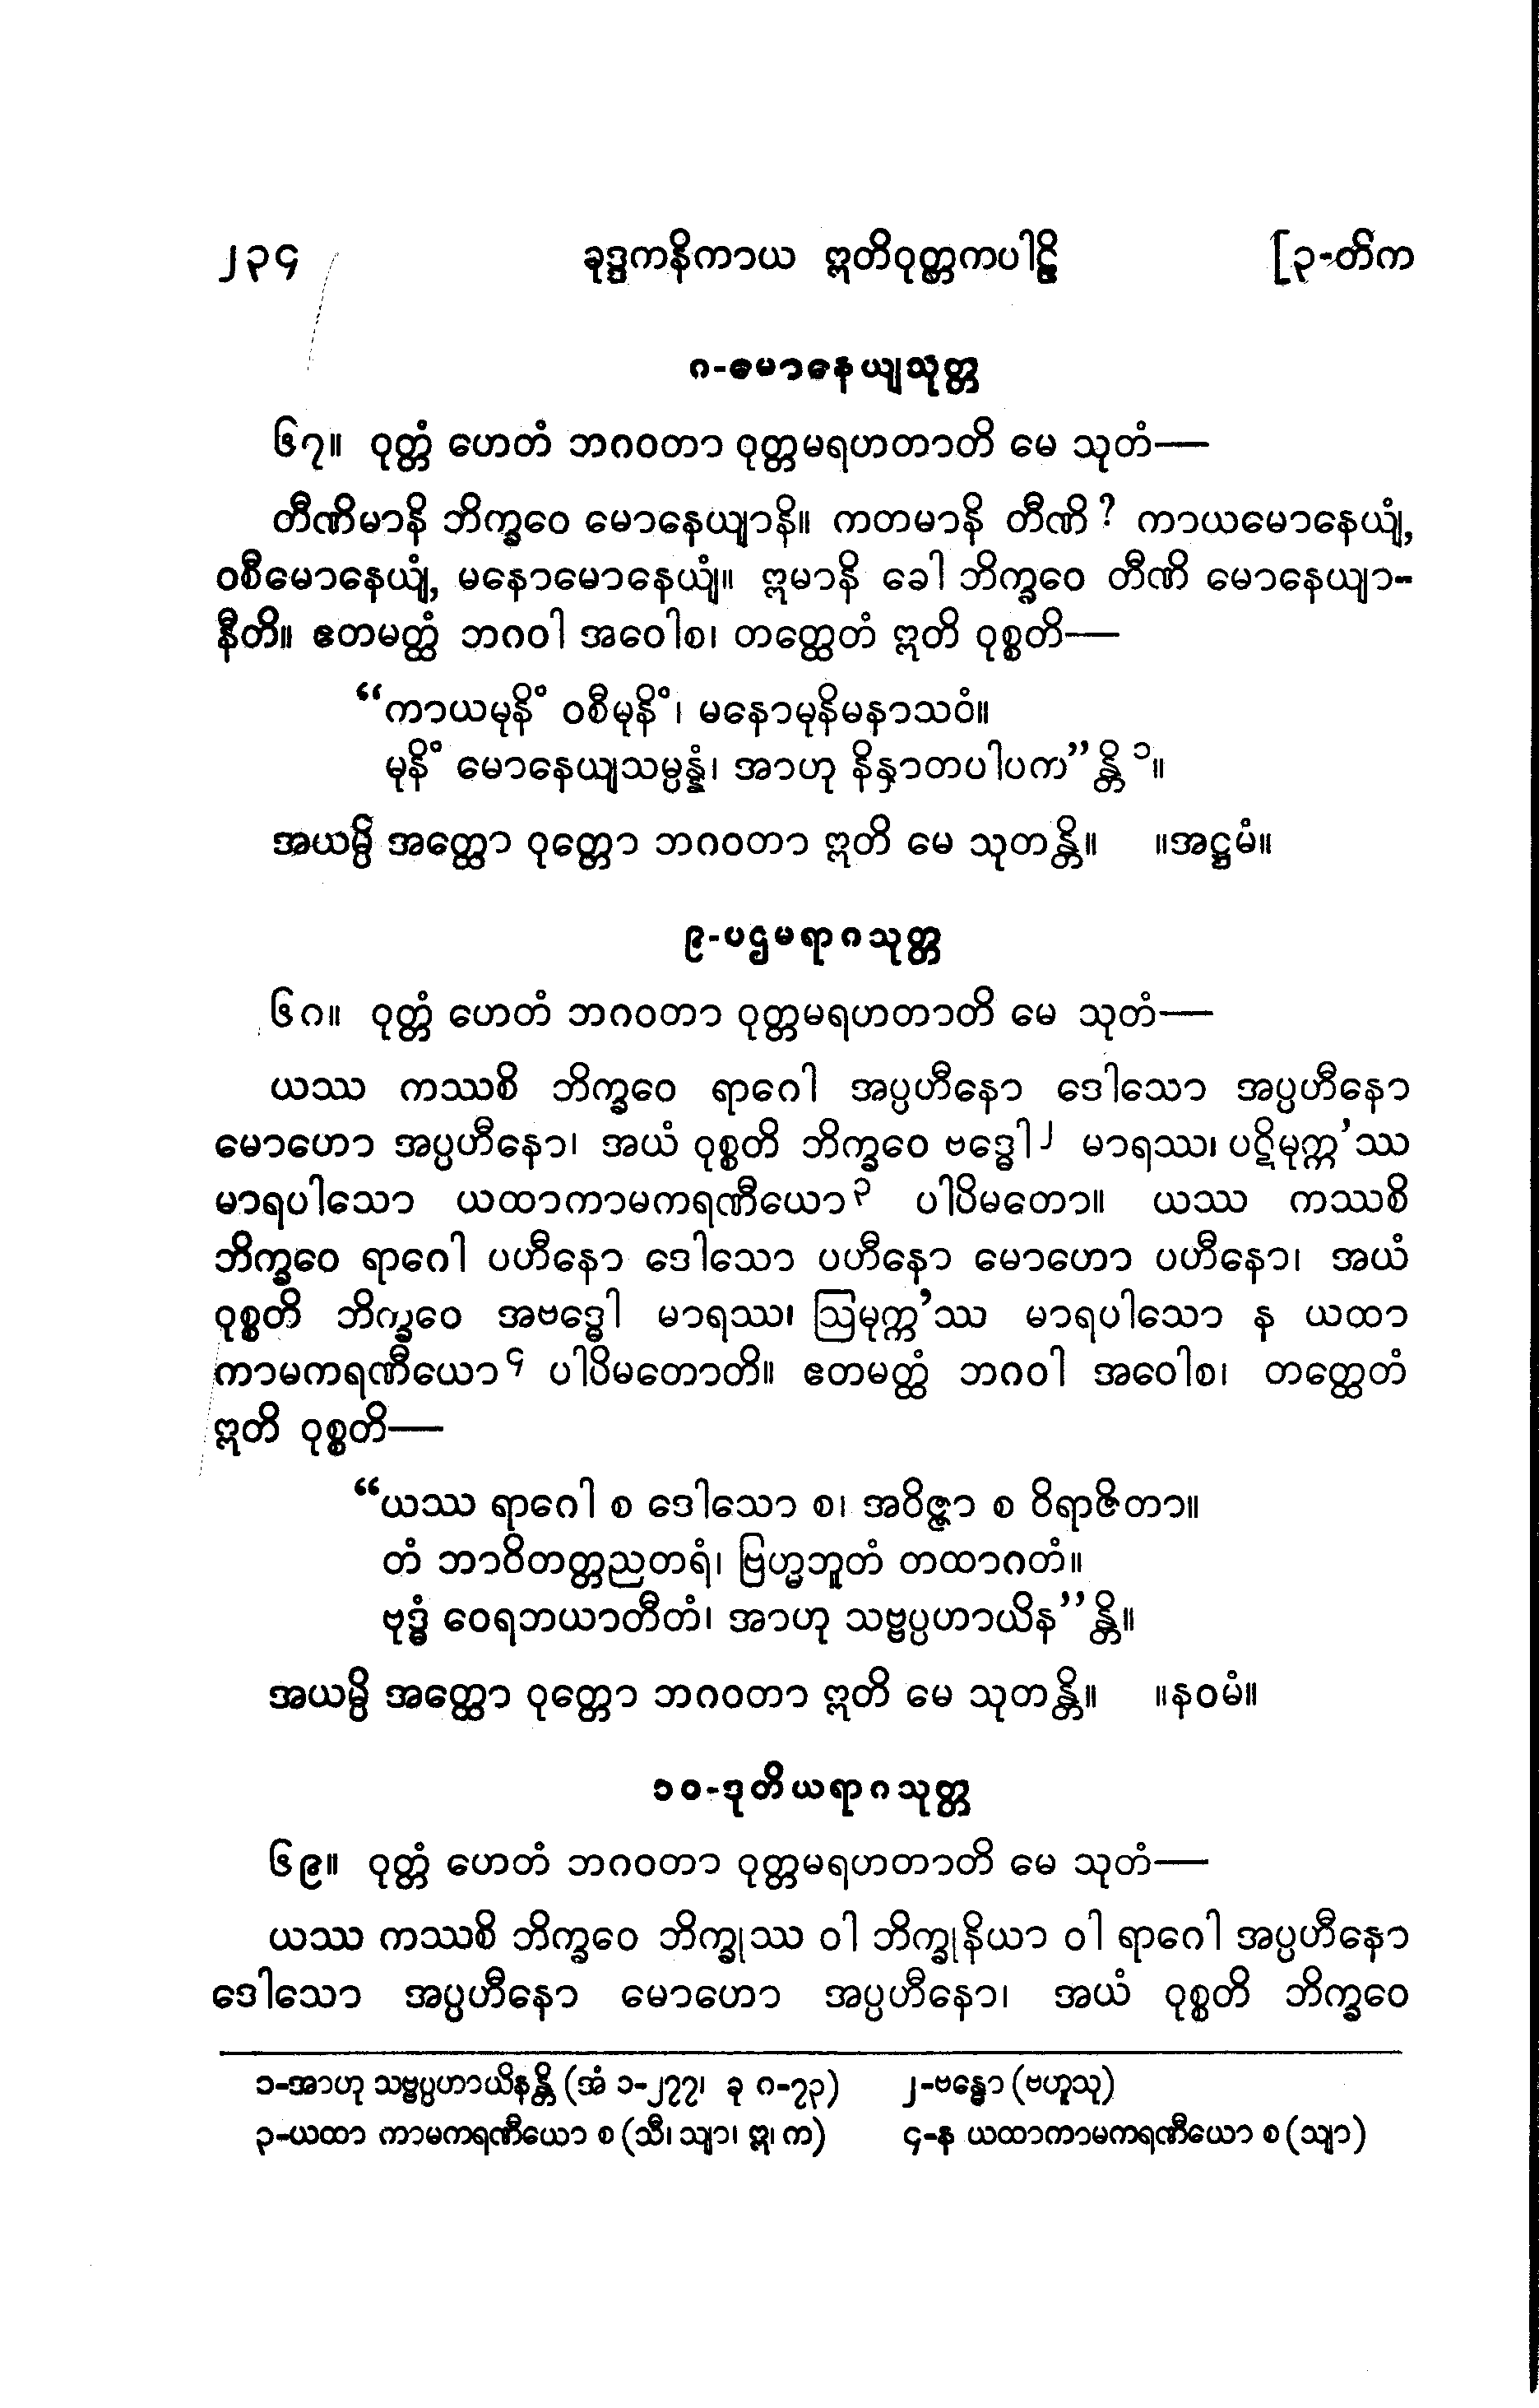 ၂၃၄ ခုဒ္ဒကနိကာယ ဣတိဝုတ္တကပါဠိ [၃-တိက
ဂ-မောနေယျသုတ္တ
၆၇။ ဝုတ္တံ ဟေတံ ဘဂဝတာ ဝုတ္တမရဟတာတိ မေ သုတံ—
တီဏိမာနိ ဘိက္ခဝေ မောနေယျာနိ။ ကတမာနိ တီဏိ? ကာယမောနေယျံ,
ဝစီမောနေယျံ, မနောမောနေယျံ။ ဣမာနိ ခေါ ဘိက္ခဝေ တီဏိ မောနေယျာ-
နီတိ။ ဧတမတ္ထံ ဘဂဝါ အဝေါစ၊ တတ္ထေတံ ဣတိ ဝုစ္စတိ—
“ကာယမုနိံ ဝစီမုနိံ၊ မနောမုနိမနာသဝံ။
မုနိံ မောနေယျသမ္ပန္နံ၊ အာဟု နိန္ဟာတပါပက”န္တိ ၁။
အယမ္ပိ အတ္ထော ဝုတ္တော ဘဂဝတာ ဣတိ မေ သုတန္တိ။ ။အဋ္ဌမံ။
၉-ပဌမရာဂသုတ္တ
၆ဂ။ ဝုတ္တံ ဟေတံ ဘဂဝတာ ဝုတ္တမရဟတာတိ မေ သုတံ—
ယဿ ကဿစိ ဘိက္ခဝေ ရာဂေါ အပ္ပဟီနော ဒေါသော အပ္ပဟီနော
မောဟော အပ္ပဟီနော၊ အယံ ဝုစ္စတိ ဘိက္ခဝေ ဗဒ္ဓေါ၂ မာရဿ၊ ပဋိမုက္က’ဿ
မာရပါသော ယထာကာမကရဏီယော၃ ပါပိမတော။ ယဿ ကဿစိ
ဘိက္ခဝေ ရာဂေါ ပဟီနော ဒေါသော ပဟီနော မောဟော ပဟီနော၊ အယံ
ဝုစ္စတိ ဘိက္ခဝေ အဗဒ္ဓေါ မာရဿ၊ ဩမုက္က’ဿ မာရပါသော န ယထာ
ကာမကရဏီယော၄ ပါပိမတောတိ။ ဧတမတ္ထံ ဘဂဝါ အဝေါစ၊ တတ္ထေတံ
ဣတိ ဝုစ္စတိ—
“ယဿ ရာဂေါ စ ဒေါသော စ၊ အဝိဇ္ဇာ စ ဝိရာဇိတာ။
တံ ဘာဝိတတ္တညတရံ၊ ဗြဟ္မဘူတံ တထာဂတံ။
ဗုဒ္ဓံ ဝေရဘယာတီတံ၊ အာဟု သဗ္ဗပ္ပဟာယိန”န္တိ။
အယမ္ပိ အတ္ထော ဝုတ္တော ဘဂဝတာ ဣတိ မေ သုတန္တိ။ ။နဝမံ။
၁၀-ဒုတိယရာဂသုတ္တ
၆၉။ ဝုတ္တံ ဟေတံ ဘဂဝတာ ဝုတ္တမရဟတာတိ မေ သုတံ—
ယဿ ကဿစိ ဘိက္ခဝေ ဘိက္ခုဿ ဝါ ဘိက္ခုနိယာ ဝါ ရာဂေါ အပ္ပဟီနော
ဒေါသော အပ္ပဟီနော မောဟော အပ္ပဟီနော၊ အယံ ဝုစ္စတိ ဘိက္ခဝေ
၁-အာဟု သဗ္ဗပ္ပဟာယိနန္တိ (အံ ၁-၂၇၇၊ ခု ဂ-၇၃) ၂-ဗန္ဓော (ဗဟူသု)
၃-ယထာ ကာမကရဏီယော စ (သီ၊ သျာ၊ ဣ၊ က) ၄-န ယထာကာမကရဏီယော စ (သျာ)